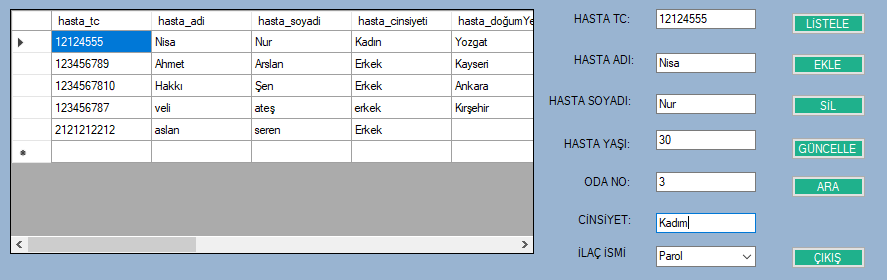 hasta_tc hasta_adi hasta_soyadi hasta_cinsiyeti hasta_doğumYe
12124555 Nisa Nur Kadın Yozgat
123456789 Ahmet Arslan Erkek Kayseri
1234567810 Hakkı Şen Erkek Ankara
123456787 veli ateş erkek Kırşehir
2121212212 aslan seren Erkek
HASTA TC: 12124555 LİSTELE
HASTA ADI: Nisa EKLE
HASTA SOYADI: Nur SİL
HASTA YAŞI: 30 GÜNCELLE
ODA NO: 3 ARA
CİNSİYET: Kadım
İLAÇ İSMİ Parol ÇIKIŞ